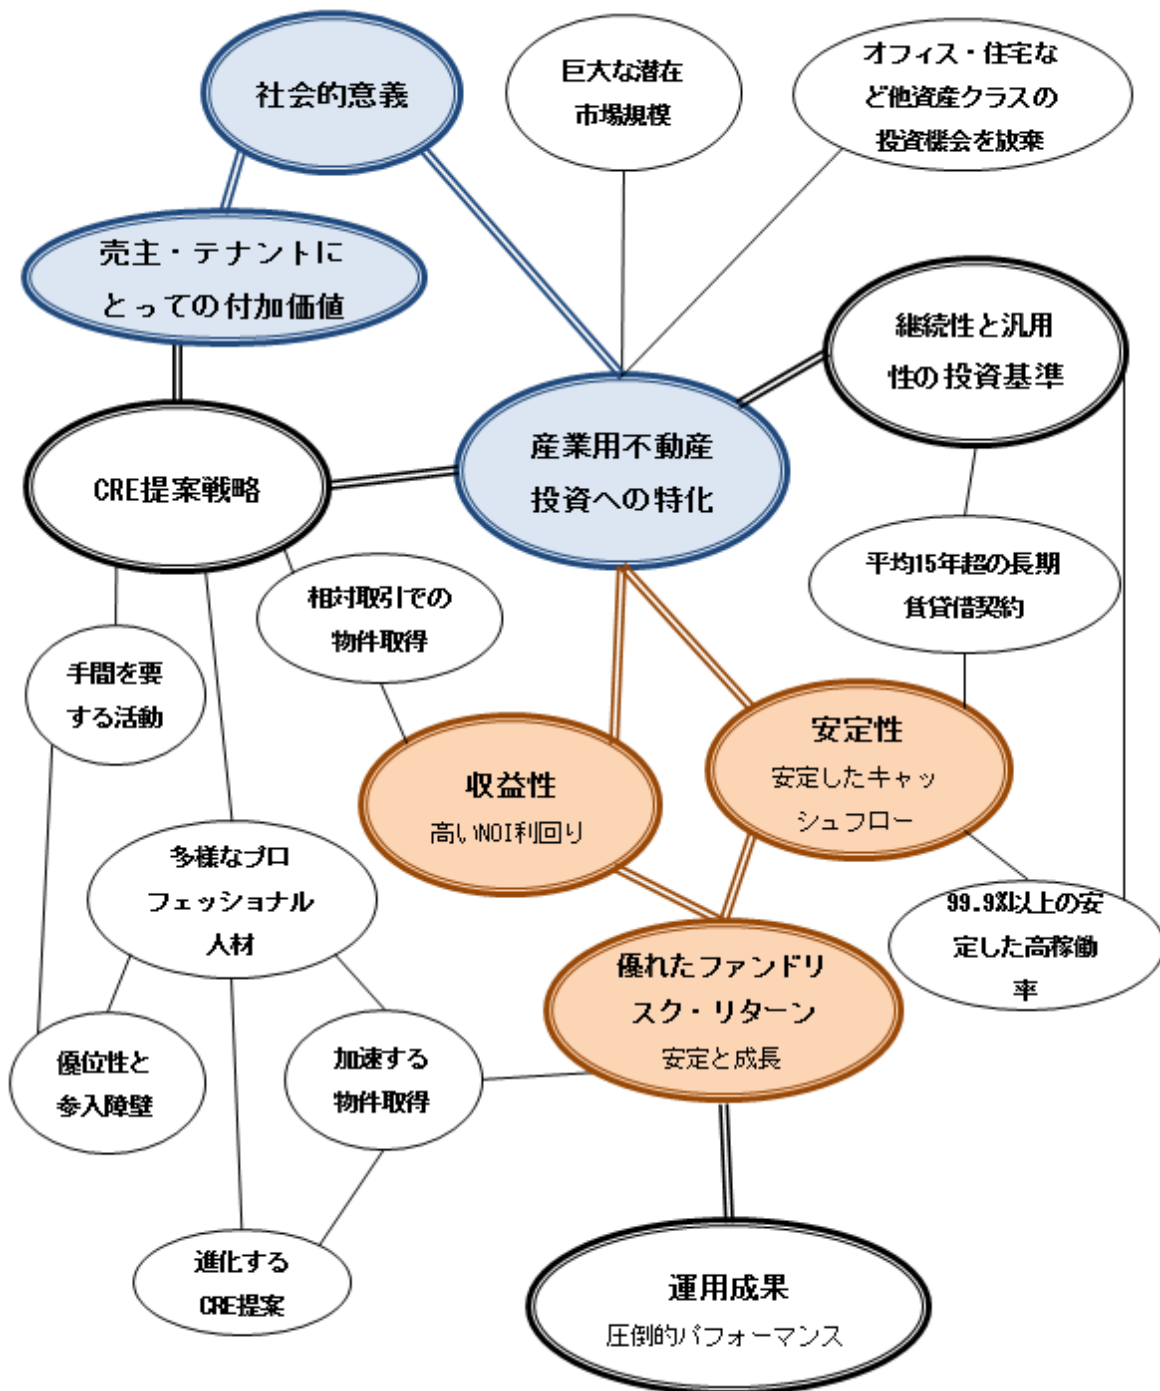 社会的意義
巨大な潜在
市場規模
オフィス・住宅な
ど他資産クラスの
投資機会を放棄
売主・テナントに
とっての付加価値
継続性と汎用
性の投資基準
産業用不動産
投資への特化
CRE提案戦略
平均15年超の長期
賃貸借契約
相対取引での
物件取得
手間を要
する活動
安定性
安定したキャッ
シュフロー
収益性
高いNOI利回り
多様なプロ
フェッショナル
人材
99.9%以上の安
定した高稼働
率
優れたファンドリ
スク・リターン
安定と成長
優位性と
参入障壁
加速する
物件取得
進化する
CRE提案
運用成果
圧倒的パフォーマンス